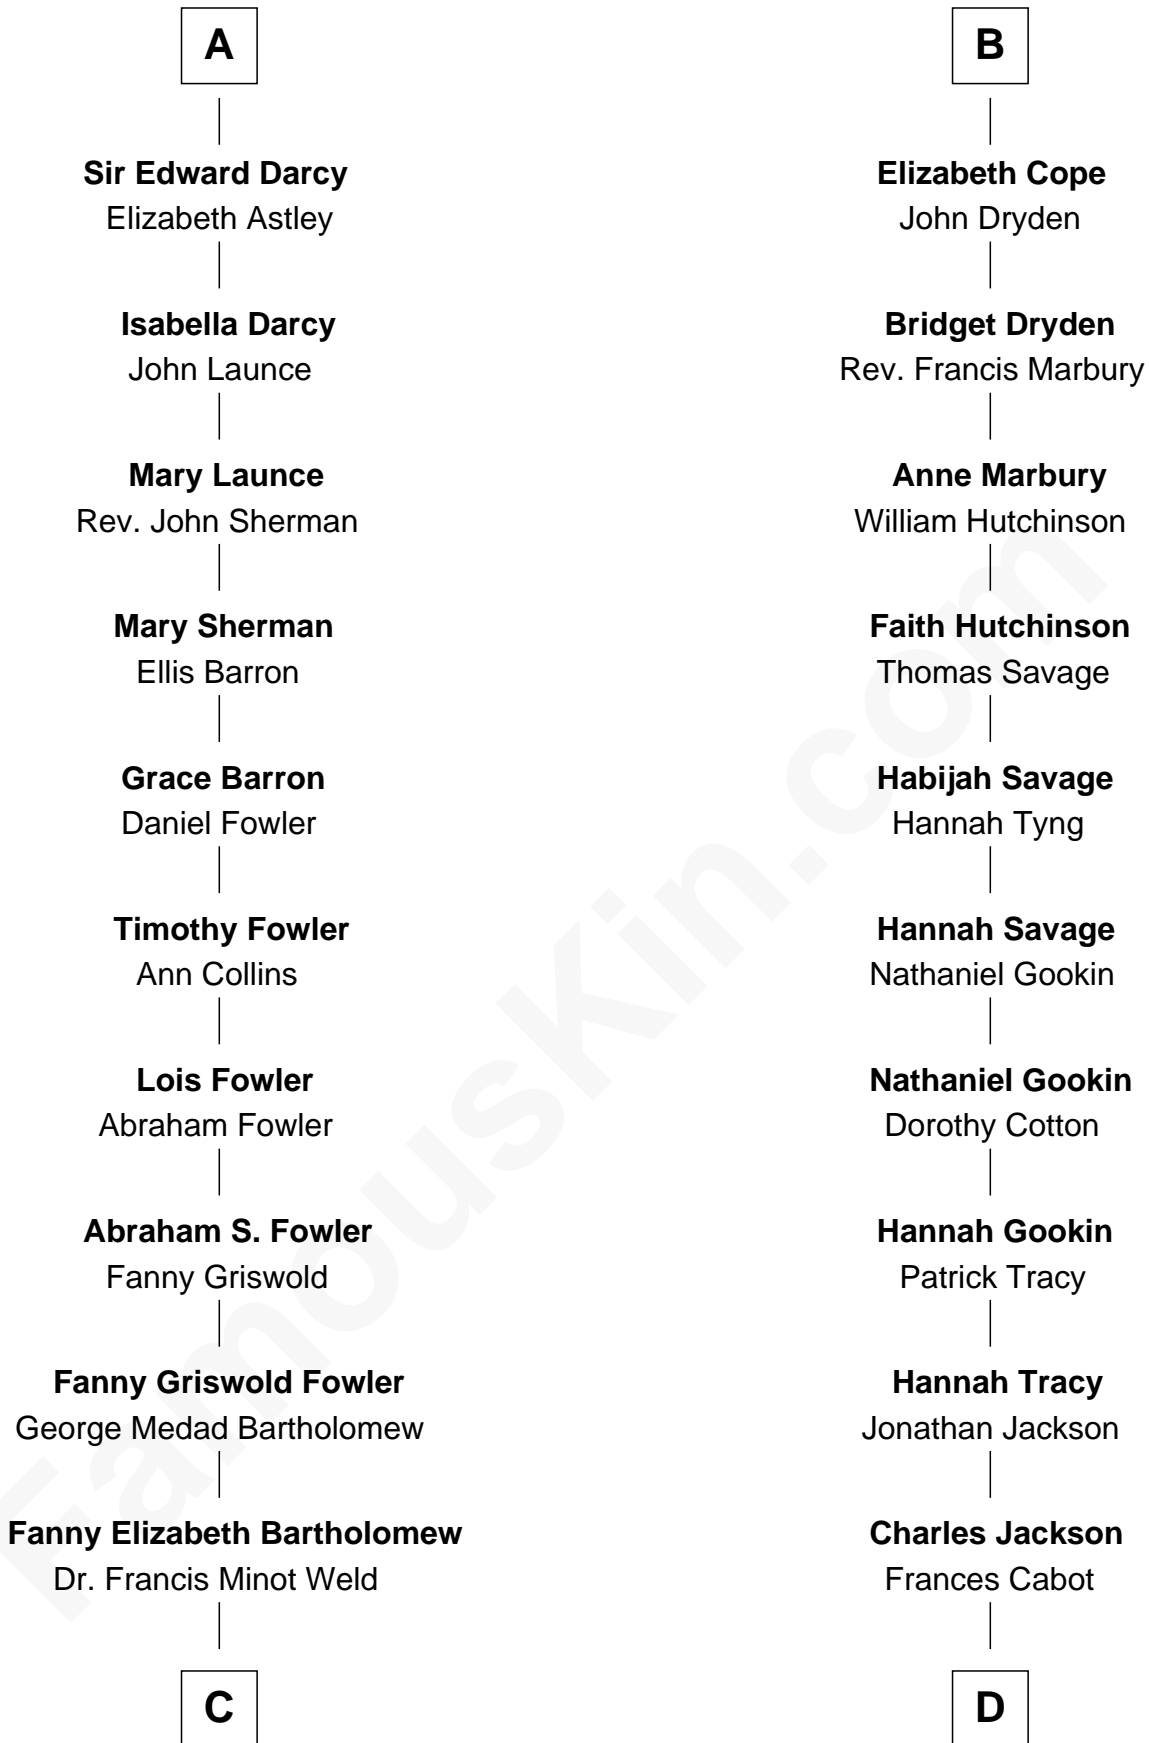 A
Sir Edward Darcy
Elizabeth Astley
Isabella Darcy
John Launce
Mary Launce
Rev. John Sherman
Mary Sherman
Ellis Barron
Grace Barron
Daniel Fowler
Timothy Fowler
Ann Collins
Lois Fowler
Abraham Fowler
Abraham S. Fowler
Fanny Griswold
Fanny Griswold Fowler
George Medad Bartholomew
Fanny Elizabeth Bartholomew
Dr. Francis Minot Weld
C
B
Elizabeth Cope
John Dryden
Bridget Dryden
Rev. Francis Marbury
Anne Marbury
William Hutchinson
Faith Hutchinson
Thomas Savage
Habijah Savage
Hannah Tyng
Hannah Savage
Nathaniel Gookin
Nathaniel Gookin
Dorothy Cotton
Hannah Gookin
Patrick Tracy
Hannah Tracy
Jonathan Jackson
Charles Jackson
Frances Cabot
D
FamousKin.com